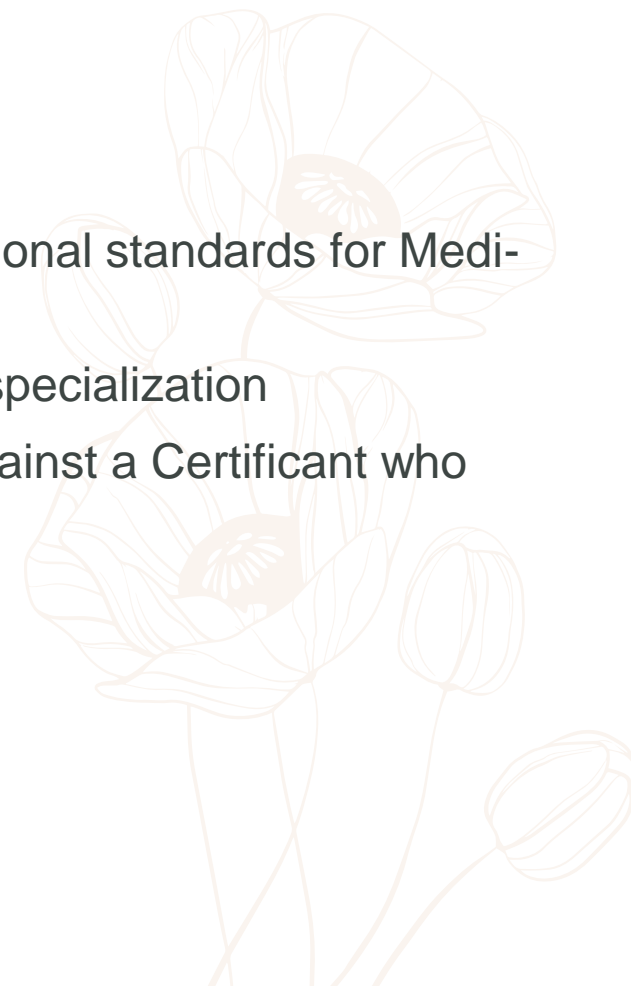 onal standards for Medi-
specialization
ainst a Certificant who